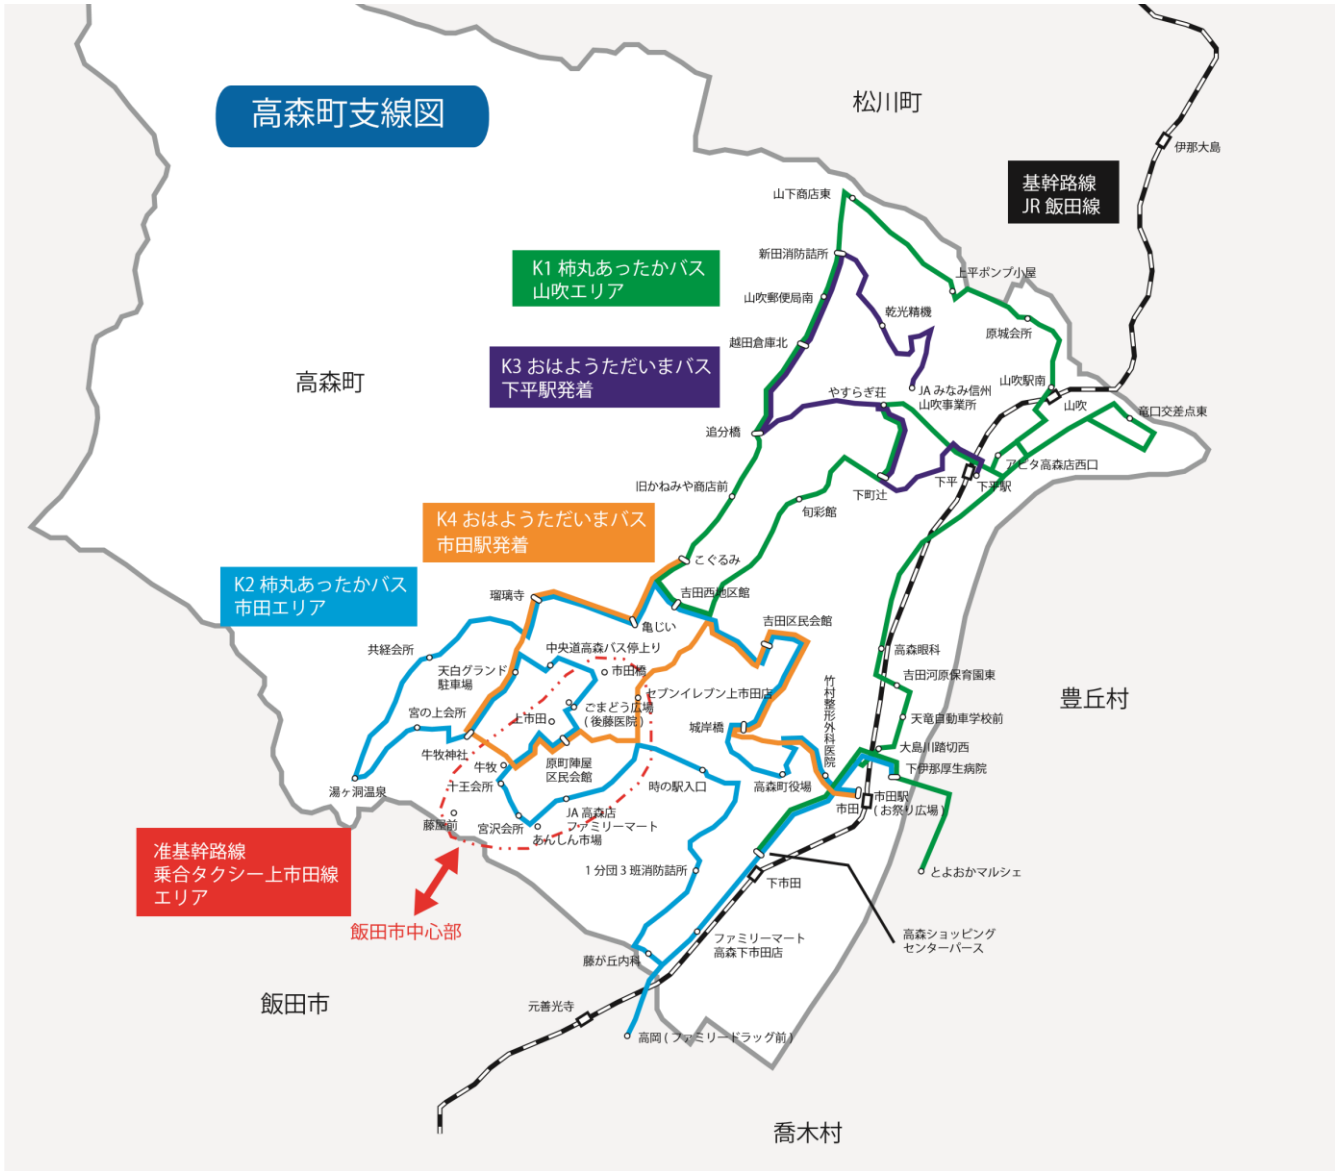 高森町支線図
松川町
伊那大島
基幹路線
JR 飯田線
山下商店東
新田消防詰所
K1 柿丸あったかバス
山吹エリア
上平ポンプ小屋
山吹郵便局南
乾光精機
原城会所
越田倉庫北
K3 おはようただいまバス
下平駅発着
高森町
やすらぎ荘
JA みなみ信州
山吹事業所
山吹駅南
山吹
竜口交差点東
追分橋
アピタ高森店西口
下平
下平駅
旧かねみや商店前
下町辻
旬彩館
K4 おはようただいまバス
市田駅発着
こぐるみ
K2 柿丸あったかバス
市田エリア
瑠璃寺
吉田西地区館
亀じい
吉田区民会館
共経会所
中央道高森バス停上り
高森眼科
天白グランド
駐車場
市田橋
吉田河原保育園東
豊丘村
セブンイレブン上市田店
竹村整形外科医院
宮の上会所
上市田
ごまどう広場
( 後藤医院 )
天竜自動車学校前
城岸橋
大島川踏切西
牛牧神社
牛牧
原町陣屋
区民会館
下伊那厚生病院
湯ヶ洞温泉
十王会所
時の駅入口
高森町役場
市田
市田駅
( お祭り広場 )
藤屋前
宮沢会所
JA 高森店
ファミリーマート
あんしん市場
准基幹路線
乗合タクシー上市田線
エリア
1 分団 3 班消防詰所
下市田
とよおかマルシェ
飯田市中心部
ファミリーマート
高森下市田店
高森ショッピング
センターバース
藤が丘内科
飯田市
元善光寺
高岡 ( ファミリードラッグ前 )
喬木村